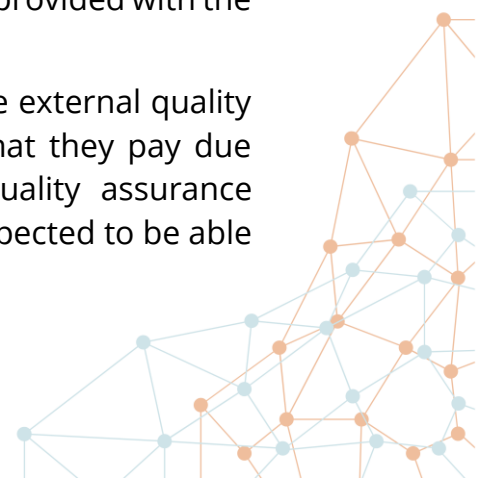 provided with the
e external quality
hat they pay due
uality assurance
pected to be able